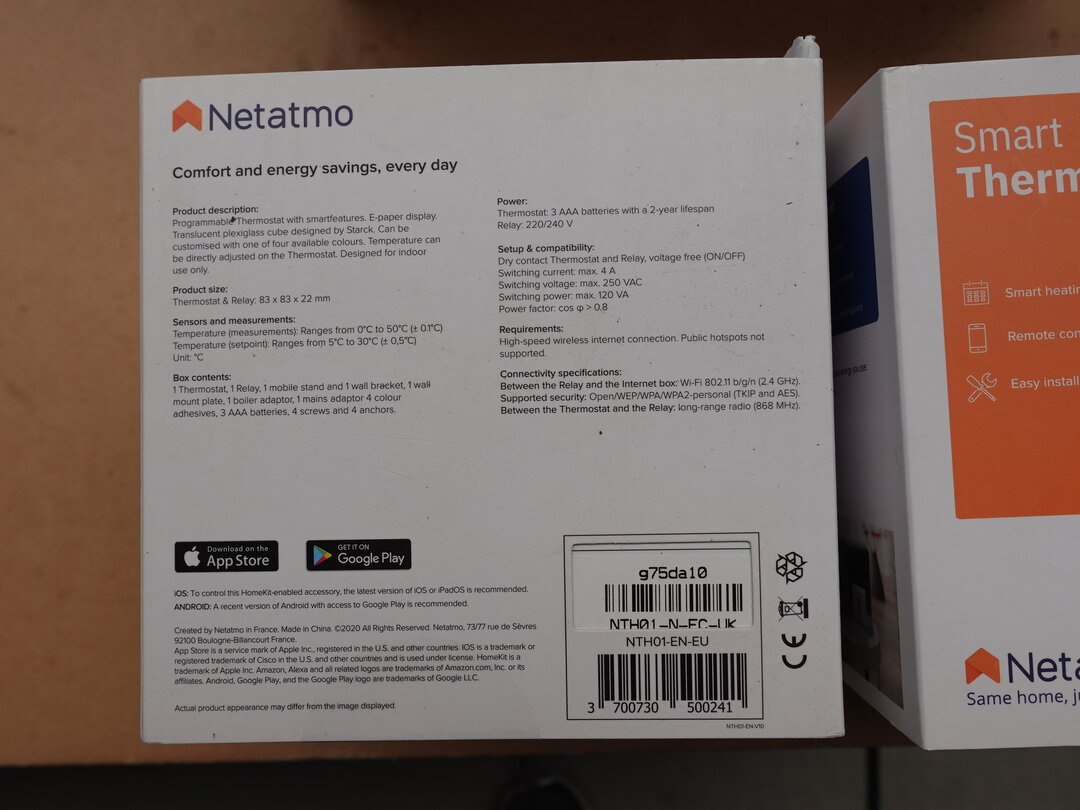 Netatmo
Comfort and energy savings, every day
Product description:
Programmable Thermostat with smartfeatures. E-paper display.
Translucent plexiglass cube designed by Starck. Can be
customised with one of four available colours. Temperature can
be directly adjusted on the Thermostat. Designed for indoor
use only.
Product size:
Thermostat & Relay: 83 x 83 x 22 mm
Sensors and measurements:
Temperature (measurements): Ranges from 0°C to 50°C (± 0.1°C)
Temperature (setpoint): Ranges from 5°C to 30°C (± 0,5°C)
Unit: °C
Box contents:
1 Thermostat, 1 Relay, 1 mobile stand and 1 wall bracket, 1 wall
mount plate, 1 boiler adaptor, 1 mains adaptor 4 colour
adhesives, 3 AAA batteries, 4 screws and 4 anchors.
Power:
Thermostat: 3 AAA batteries with a 2-year lifespan
Relay: 220/240 V
Setup & compatibility:
Dry contact Thermostat and Relay, voltage free (ON/OFF)
Switching current: max. 4 A
Switching voltage: max. 250 VAC
Switching power: max. 120 VA
Power factor: cos φ > 0.8
Requirements:
High-speed wireless internet connection. Public hotspots not
supported.
Connectivity specifications:
Between the Relay and the Internet box: Wi-Fi 802.11 b/g/n (2.4 GHz).
Supported security: Open/WEP/WPA/WPA2-personal (TKIP and AES).
Between the Thermostat and the Relay: long-range radio (868 MHz).
Download on the
App Store
GET IT ON
Google Play
iOS: To control this HomeKit-enabled accessory, the latest version of iOS or iPadOS is recommended.
ANDROID: A recent version of Android with access to Google Play is recommended.
Created by Netatmo in France. Made in China. ©2020 All Rights Reserved. Netatmo, 73/77 rue de Sèvres
92100 Boulogne-Billancourt France.
App Store is a service mark of Apple Inc., registered in the U.S. and other countries. IOS is a trademark or
registered trademark of Cisco in the U.S. and other countries and is used under license. HomeKit is a
trademark of Apple Inc. Amazon, Alexa and all related logos are trademarks of Amazon.com, Inc. or its
affiliates. Android, Google Play, and the Google Play logo are trademarks of Google LLC.
Actual product appearance may differ from the image displayed.
g75da10
NTH01-N-EC-UK
NTH01-EN-EU
3 700730 500241
NTH01-EN-V10
CE
Smart
Therm
Smart heatin
Remote con
Easy install
Neta
Same home, j